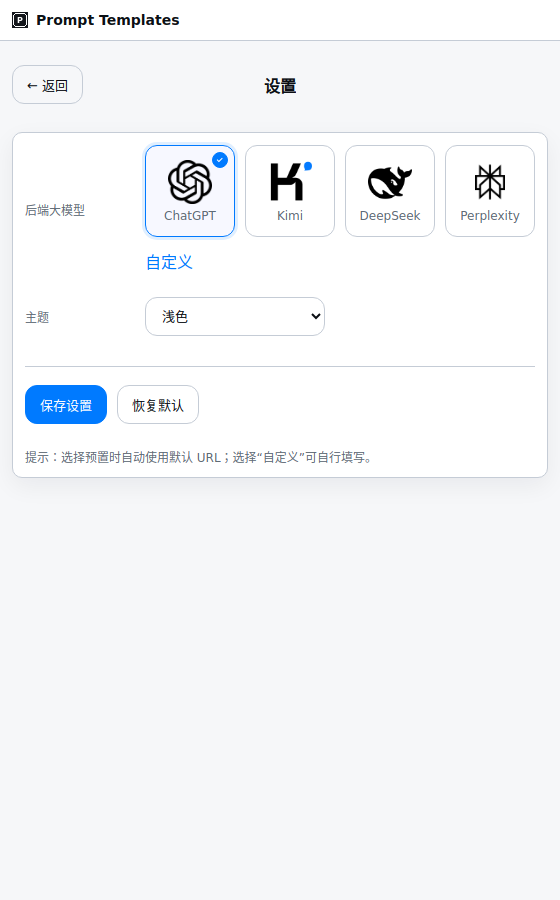 P Prompt Templates
← 返回
设置
后端大模型
ChatGPT
Kimi
DeepSeek
Perplexity
自定义
主题
浅色
保存设置
恢复默认
提示：选择预置时自动使用默认 URL；选择“自定义”可自行填写。